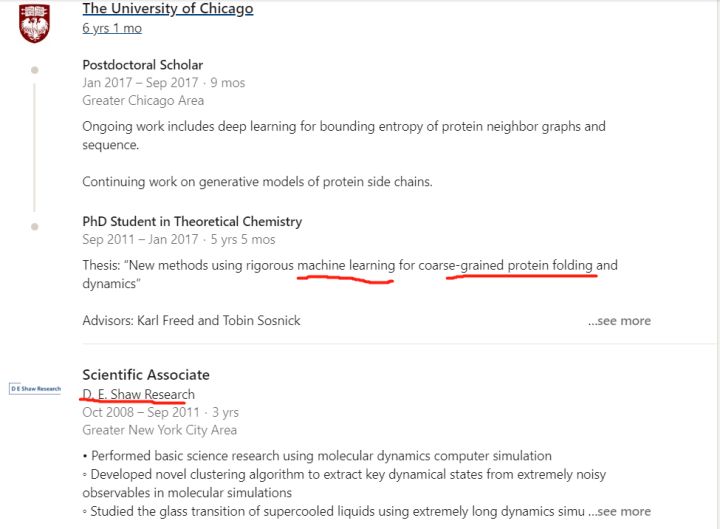 The University of Chicago
6 yrs 1 mo
Postdoctoral Scholar
Jan 2017 – Sep 2017 · 9 mos
Greater Chicago Area
Ongoing work includes deep learning for bounding entropy of protein neighbor graphs and
sequence.
Continuing work on generative models of protein side chains.
PhD Student in Theoretical Chemistry
Sep 2011 – Jan 2017 · 5 yrs 5 mos
Thesis: “New methods using rigorous machine learning for coarse-grained protein folding and
dynamics”
Advisors: Karl Freed and Tobin Sosnick
...see more
Scientific Associate
D E Shaw Research
D. E. Shaw Research
Oct 2008 – Sep 2011 · 3 yrs
Greater New York City Area
• Performed basic science research using molecular dynamics computer simulation
◦ Developed novel clustering algorithm to extract key dynamical states from extremely noisy
observables in molecular simulations
◦ Studied the glass transition of supercooled liquids using extremely long dynamics simu ...see more